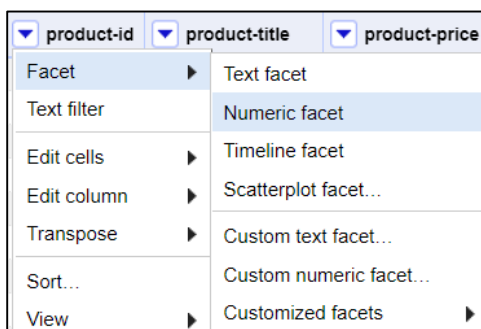 product-id product-title product-price
Facet
Text filter
Edit cells
Edit column
Transpose
Sort...
View
Text facet
Numeric facet
Timeline facet
Scatterplot facet...
Custom text facet...
Custom numeric facet...
Customized facets